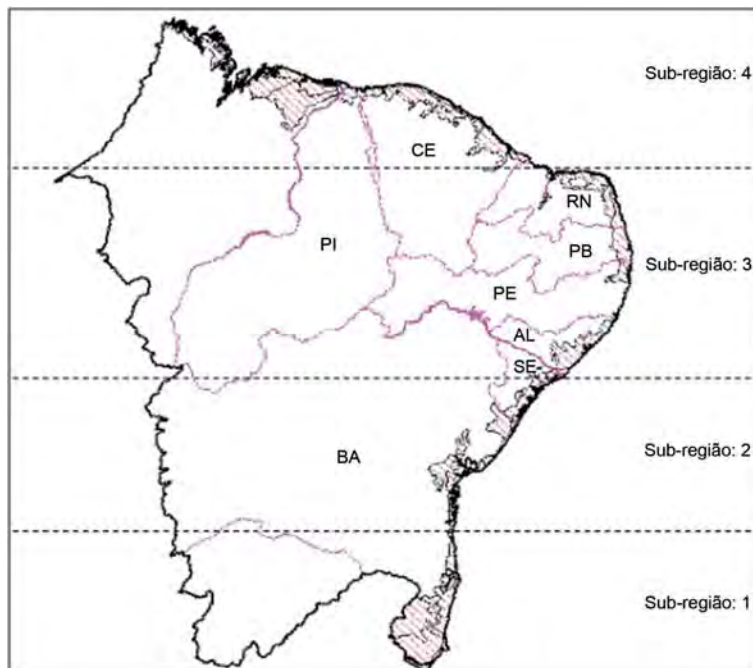 Sub-região: 4
CE
RN
PI
PB
Sub-região: 3
PE
AL
SE-
BA
Sub-região: 2
Sub-região: 1